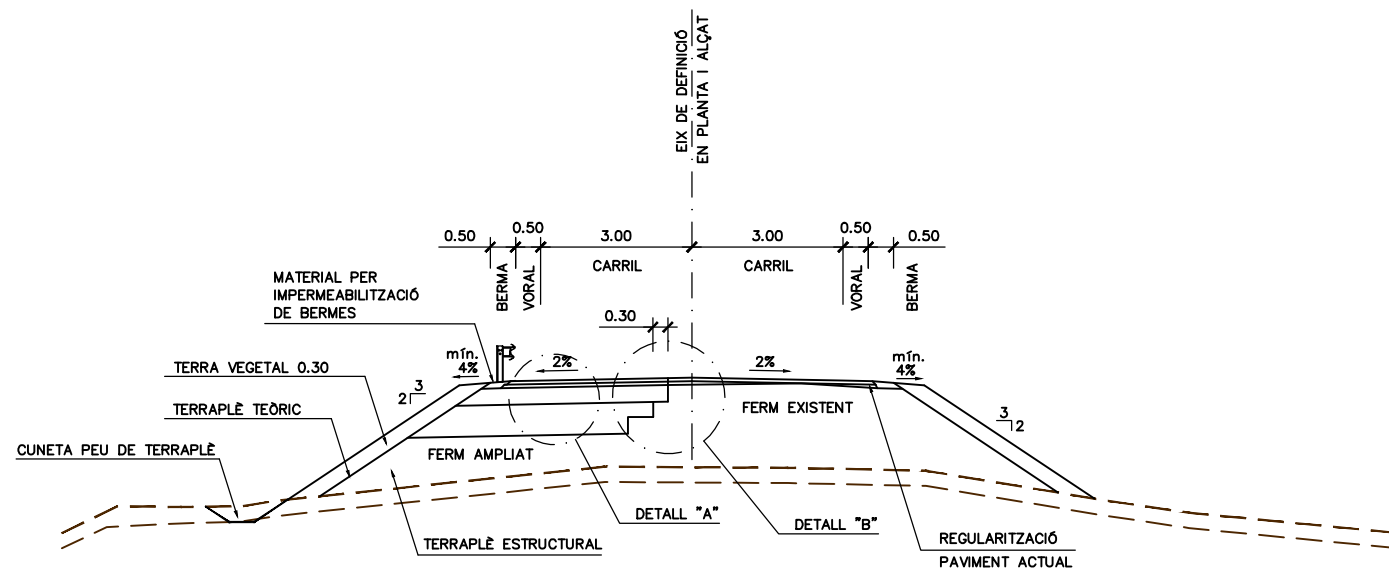 EIX DE DEFINICIÓ
EN PLANTA I ALÇAT
0.50
0.50
3.00
3.00
0.50
0.50
BERMA
VORAL
CARRIL
CARRIL
VORAL
BERMA
MATERIAL PER
IMPERMEABILITZACIÓ
DE BERMES
0.30
TERRA VEGETAL 0.30
mín.
4%
2%
2%
mín.
4%
3
2
3
2
TERRAPLÈ TEÒRIC
FERM EXISTENT
CUNETA PEU DE TERRAPLÈ
FERM AMPLIAT
DETALL "A"
DETALL "B"
TERRAPLÈ ESTRUCTURAL
REGULARITZACIÓ
PAVIMENT ACTUAL